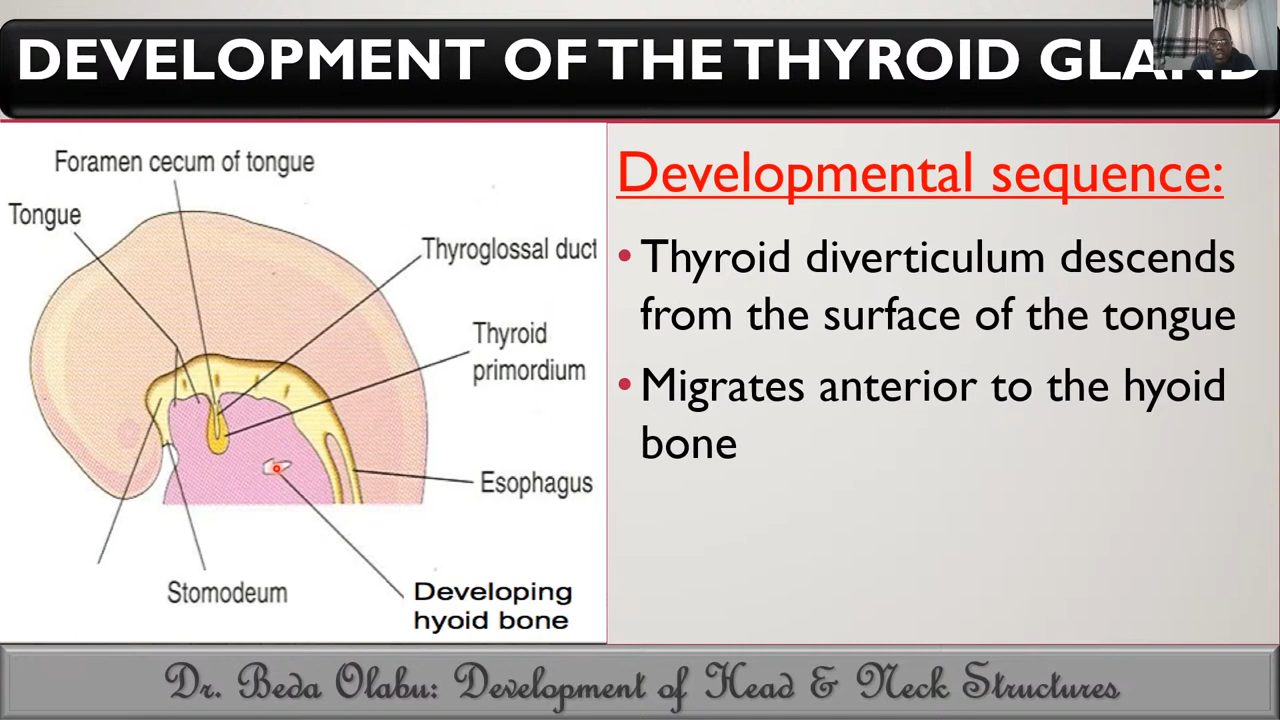 DEVELOPMENT OF THE THYROID GLAND
Foramen cecum of tongue
Tongue
Thyroglossal duct
Thyroid
primordium
Esophagus
Stomodeum
Developing
hyoid bone
Developmental sequence:
• Thyroid diverticulum descends
from the surface of the tongue
• Migrates anterior to the hyoid
bone
Dr. Beda Olabu: Development of Head & Neck Structures